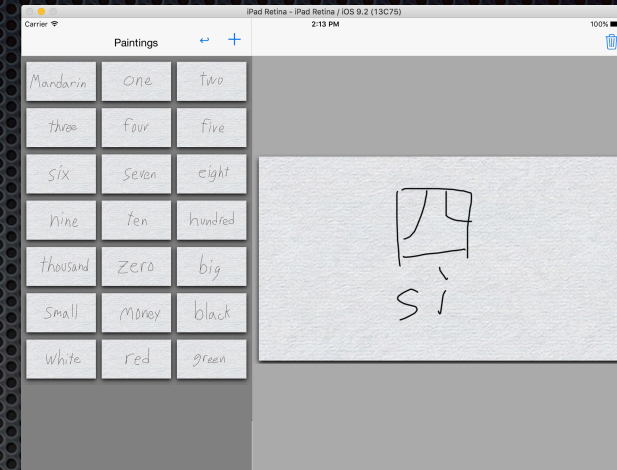 iPad Retina - iPad Retina / iOS 9.2 (13C75)
Carrier 2:13 PM 100%
Paintings
Mandarin one two
three four five
six seven eight
nine ten hundred
thousand zero big
small money black
white red green
四
sì